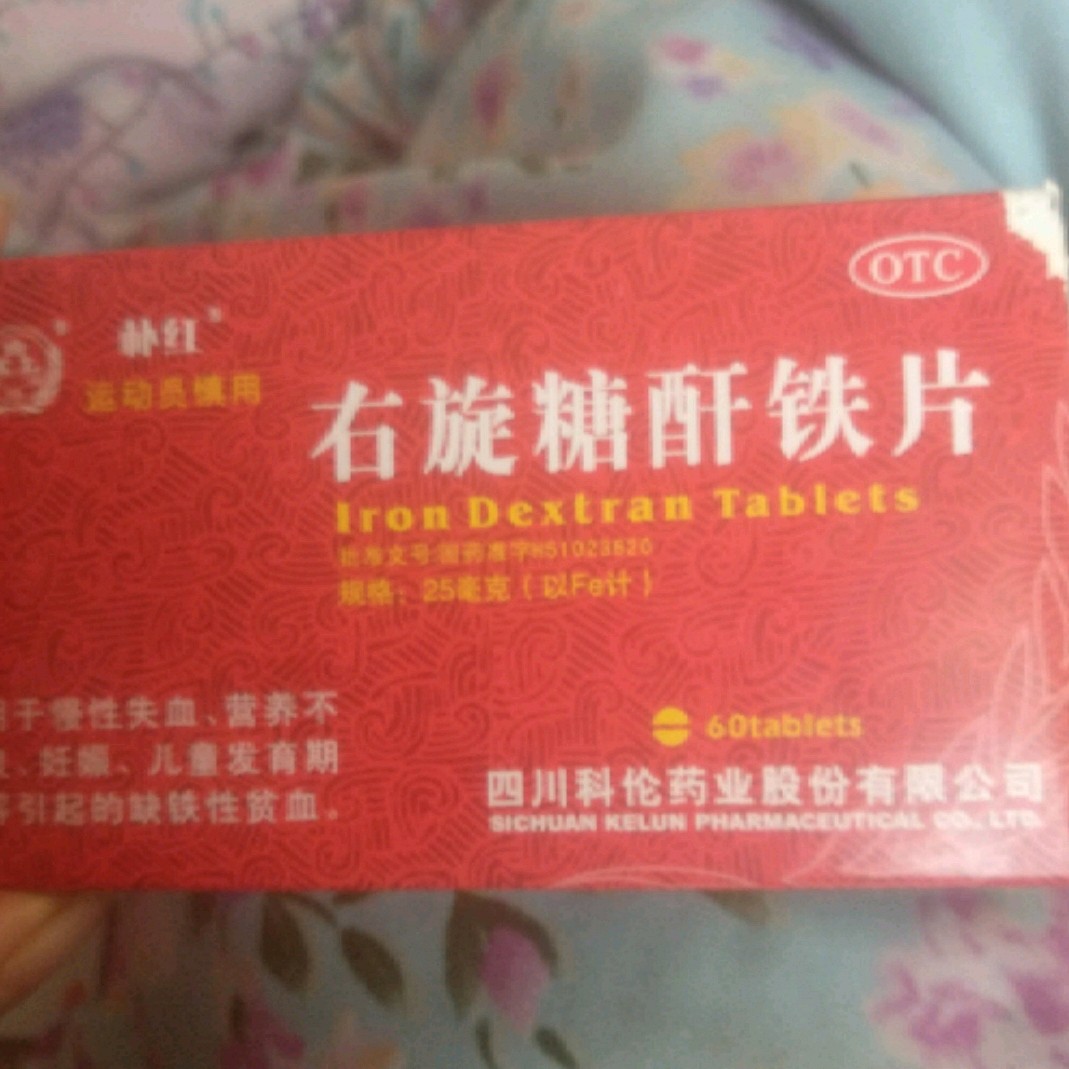 OTC
朴红
运动员慎用
右旋糖酐铁片
Iron Dextran Tablets
批准文号:国药准字H51023620
规格：25毫克（以Fe计）
用于慢性失血、营养不
良、妊娠、儿童发育期
等引起的缺铁性贫血。
60tablets
四川科伦药业股份有限公司
SICHUAN KELUN PHARMACEUTICAL CO., LTD.